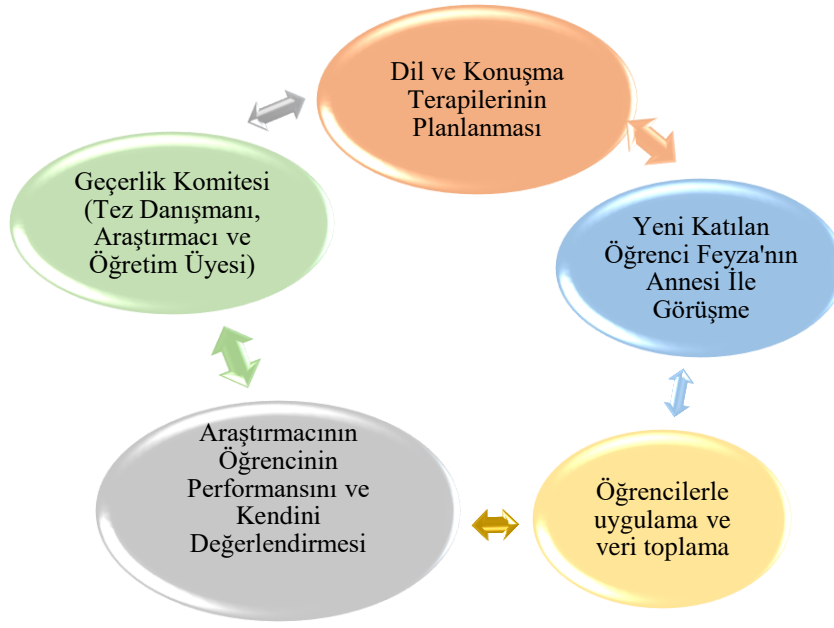 Dil ve Konuşma
Terapilerinin
Planlanması
Yeni Katılan
Öğrenci Feyza'nın
Annesi İle
Görüşme
Öğrencilerle
uygulama ve
veri toplama
Araştırmacının
Öğrencinin
Performansını ve
Kendini
Değerlendirmesi
Geçerlik Komitesi
(Tez Danışmanı,
Araştırmacı ve
Öğretim Üyesi)